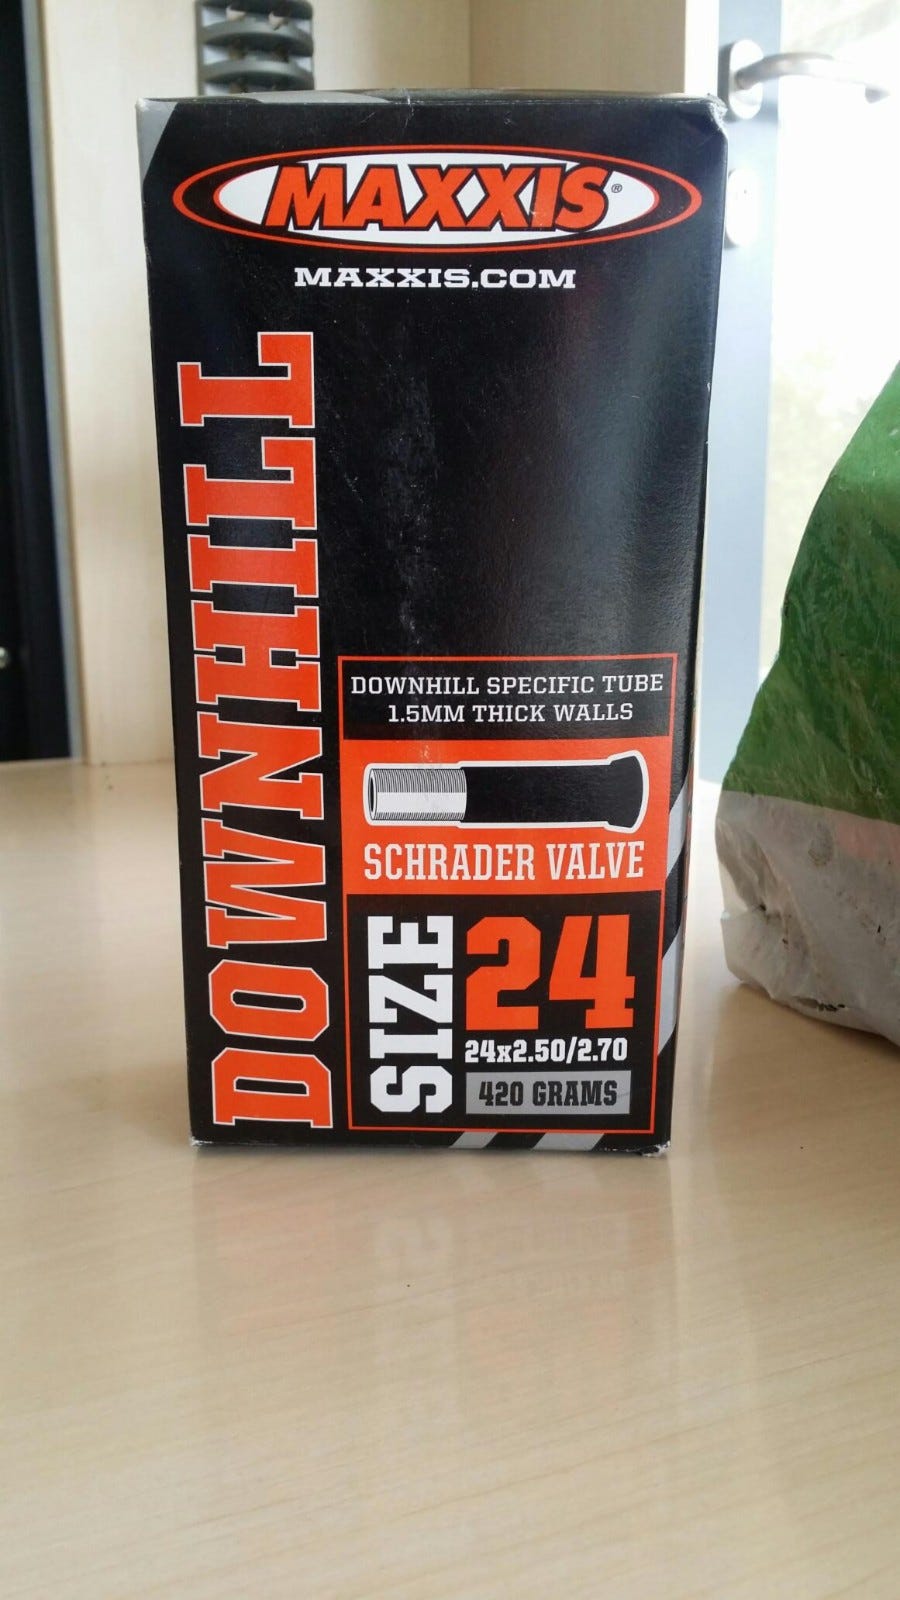 MAXXIS®
MAXXIS.COM
DOWNHILL
DOWNHILL SPECIFIC TUBE
1.5MM THICK WALLS
SCHRADER VALVE
SIZE 24
24x2.50/2.70
420 GRAMS